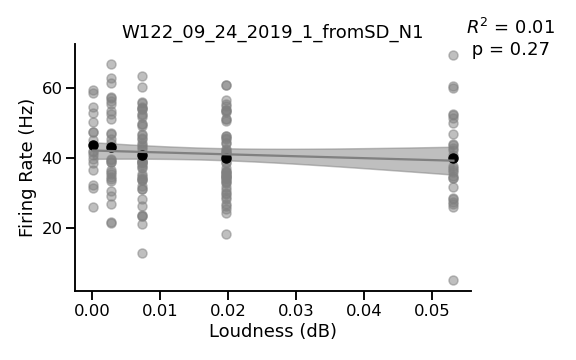 W122_09_24_2019_1_fromSD_N1
R² = 0.01
p = 0.27
Firing Rate (Hz)
60
40
20
0.00 0.01 0.02 0.03 0.04 0.05
Loudness (dB)